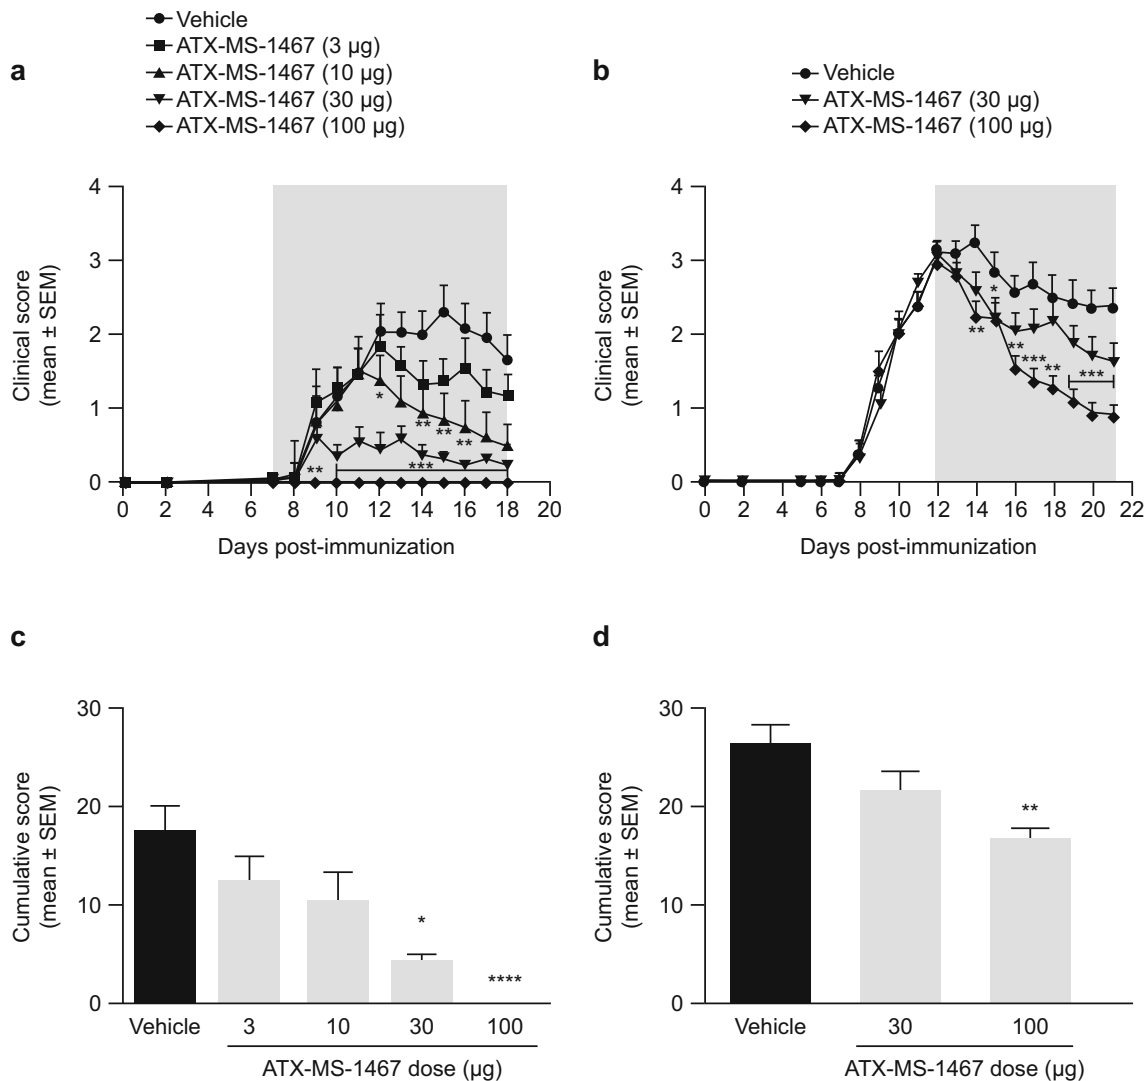 a
Vehicle
ATX-MS-1467 (3 µg)
ATX-MS-1467 (10 µg)
ATX-MS-1467 (30 µg)
ATX-MS-1467 (100 µg)
Clinical score
(mean ± SEM)
4
3
2
1
0
*
**
**
**
**
***
0 2 4 6 8 10 12 14 16 18 20
Days post-immunization
b
Vehicle
ATX-MS-1467 (30 µg)
ATX-MS-1467 (100 µg)
Clinical score
(mean ± SEM)
4
3
2
1
0
*
**
**
***
**
***
0 2 4 6 8 10 12 14 16 18 20 22
Days post-immunization
c
Cumulative score
(mean ± SEM)
30
20
10
0
*
****
Vehicle 3 10 30 100
ATX-MS-1467 dose (µg)
d
Cumulative score
(mean ± SEM)
30
20
10
0
**
Vehicle 30 100
ATX-MS-1467 dose (µg)